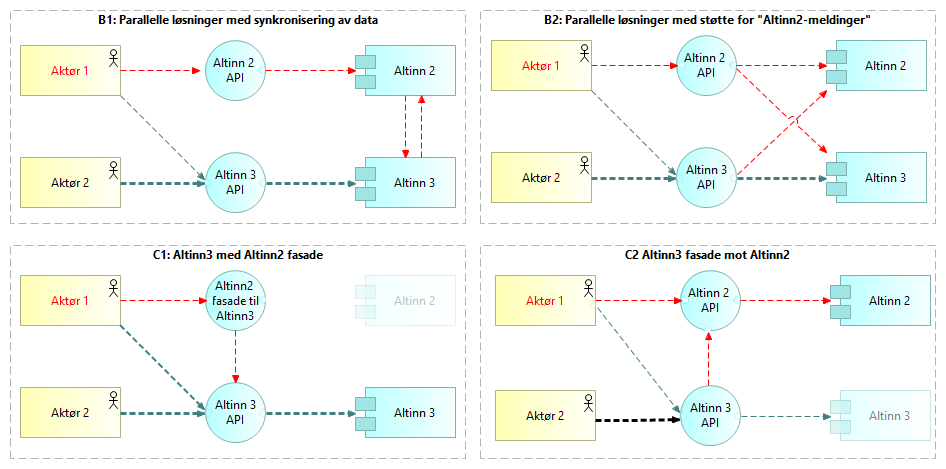 B1: Parallelle løsninger med synkronisering av data
Aktør 1
Altinn 2
API
Altinn 2
Aktør 2
Altinn 3
API
Altinn 3
B2: Parallelle løsninger med støtte for "Altinn2-meldinger"
Aktør 1
Altinn 2
API
Altinn 2
Aktør 2
Altinn 3
API
Altinn 3
C1: Altinn3 med Altinn2 fasade
Aktør 1
Altinn2
fasade til
Altinn3
Altinn 2
Aktør 2
Altinn 3
API
Altinn 3
C2 Altinn3 fasade mot Altinn2
Aktør 1
Altinn 2
API
Altinn 2
Aktør 2
Altinn 3
API
Altinn 3